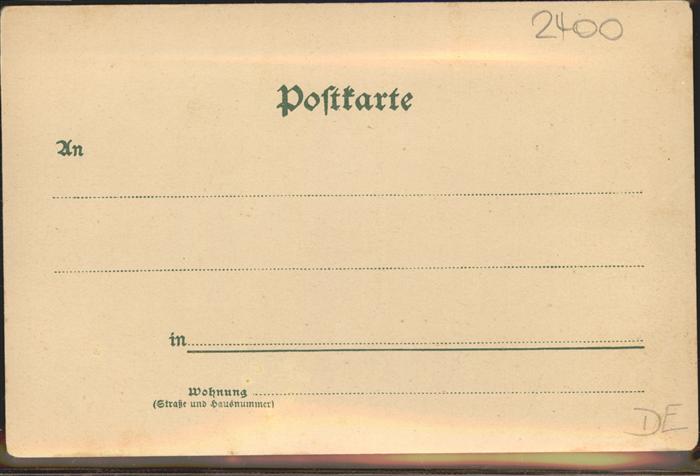 2400
Postkarte
An
in
Wohnung
(Straße und Hausnummer)
DE